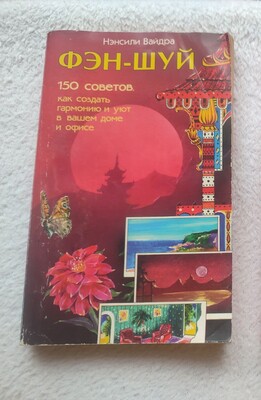 Нэнсили Вайдра
ФЭН-ШУЙ
150 советов,
как создать
гармонию и уют
в вашем доме
и офисе